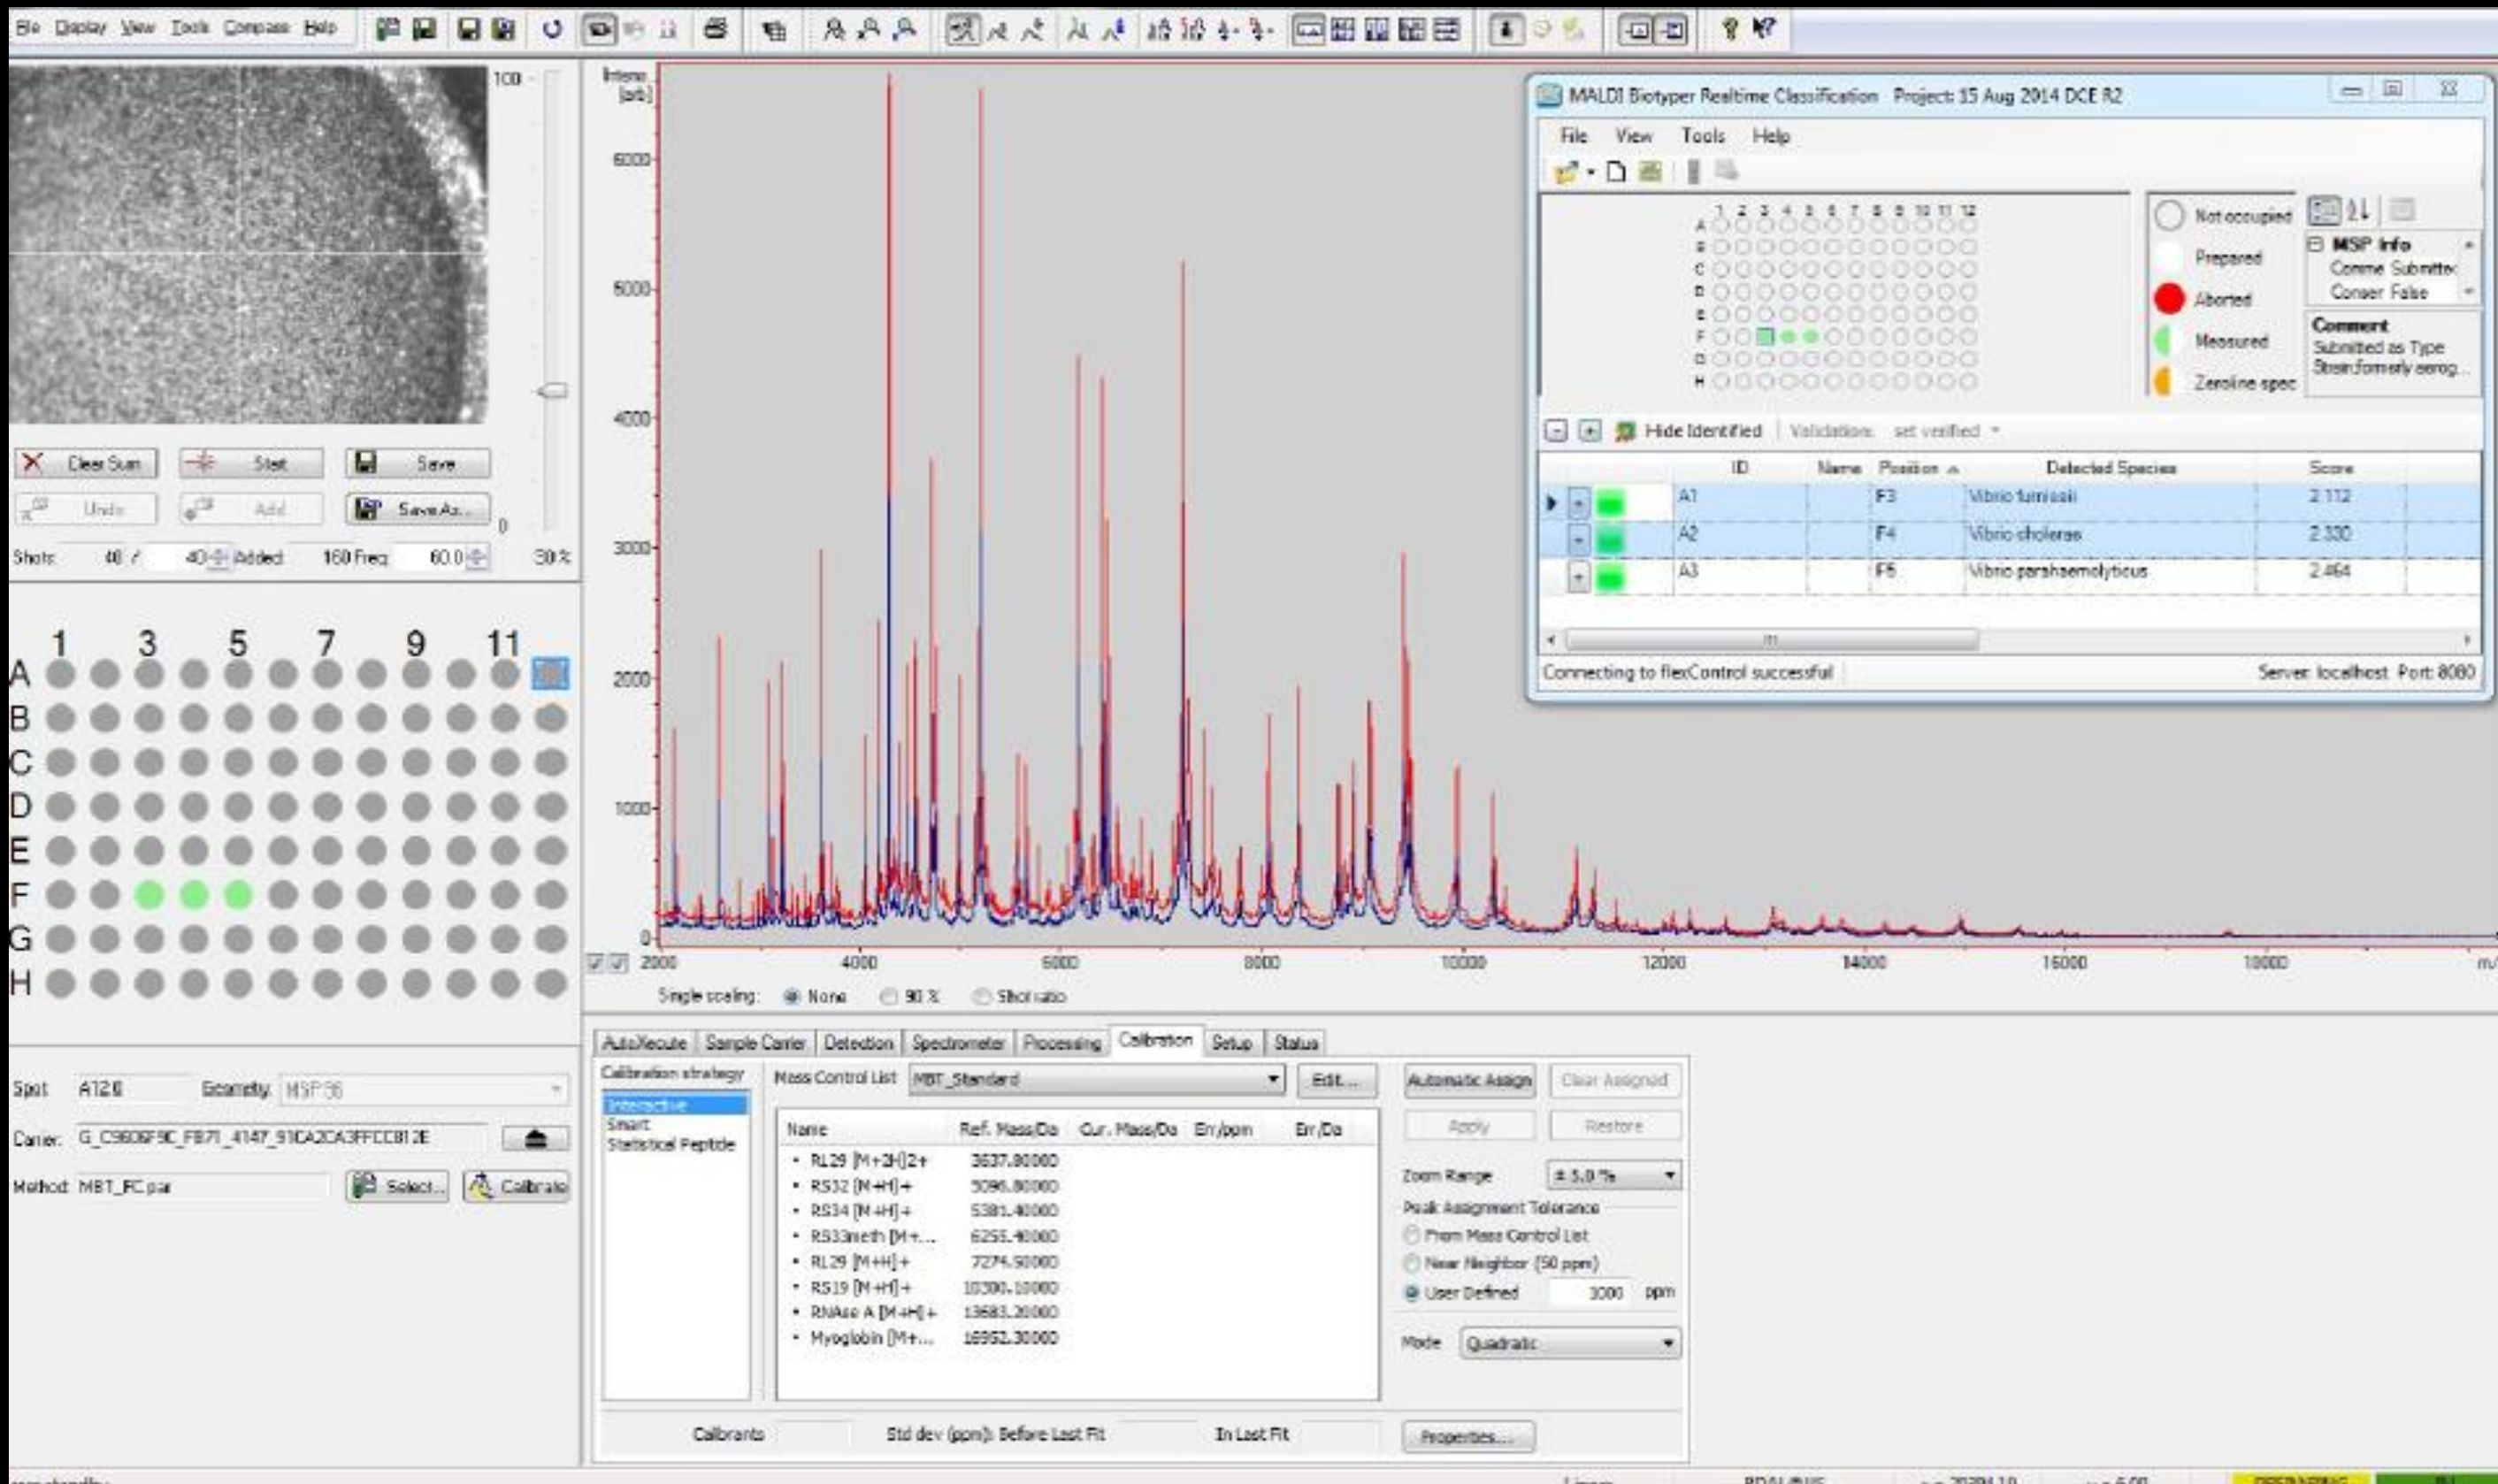 File Display View Tools Compass Help
100
Clear Sum Start Save
Undo Add Save As...
0
Shots: 40 Added: 160 Freq: 60.0 30 %
1 3 5 7 9 11
A
B
C
D
E
F
G
H
Geometry: MSP 96
Carrier:
Method: MBT_FC.par Select... Calibrate
Intens.
6000
5000
4000
3000
2000
1000
0
2000 4000 6000 8000 10000 12000 14000 16000 18000
Single scaling: None 90 % Shot ratio
MALDI Biotyper Realtime Classification Project: 15 Aug 2014 DCE R2
File View Tools Help
1 2 3 4 5 6 7 8 9 10 11 12
A
B
C
D
E
F
G
H
Not occupied
Prepared
Aborted
Measured
Zeroline spec
MSP Info
Comme Submitte
Conser False
Comment
Submitted as Type
Strain.formerly aerog...
Hide Identified Validation: set verified
ID Name Position Detected Species Score
A1 F3 Vibrio furnissii 2.112
A2 F4 Vibrio cholerae 2.330
A3 F5 Vibrio parahaemolyticus 2.464
Connecting to flexControl successful Server: localhost Port: 8080
AutoXecute Sample Carrier Detection Spectrometer Processing Calibration Setup Status
Calibration strategy
Interactive
Smart
Statistical Peptide
Mass Control List MBT_Standard Edit...
Name Ref. Mass/Da Cur. Mass/Da Err/ppm Err/Da
RL29 [M+2H]2+ 3637.80000
RS32 [M+H]+ 5096.80000
RS34 [M+H]+ 5381.40000
RS33meth [M+... 6255.40000
RL29 [M+H]+ 7274.50000
RS19 [M+H]+ 10300.10000
RNAse A [M+H]+ 13683.20000
Myoglobin [M+... 16952.30000
Calibrants Std dev (ppm): Before Last Fit In Last Fit
Automatic Assign Clear Assigned
Apply Restore
Zoom Range ± 5.0 %
Peak Assignment Tolerance
From Mass Control List
Near Neighbor (50 ppm)
User Defined 1000 ppm
Mode Quadratic
Properties...